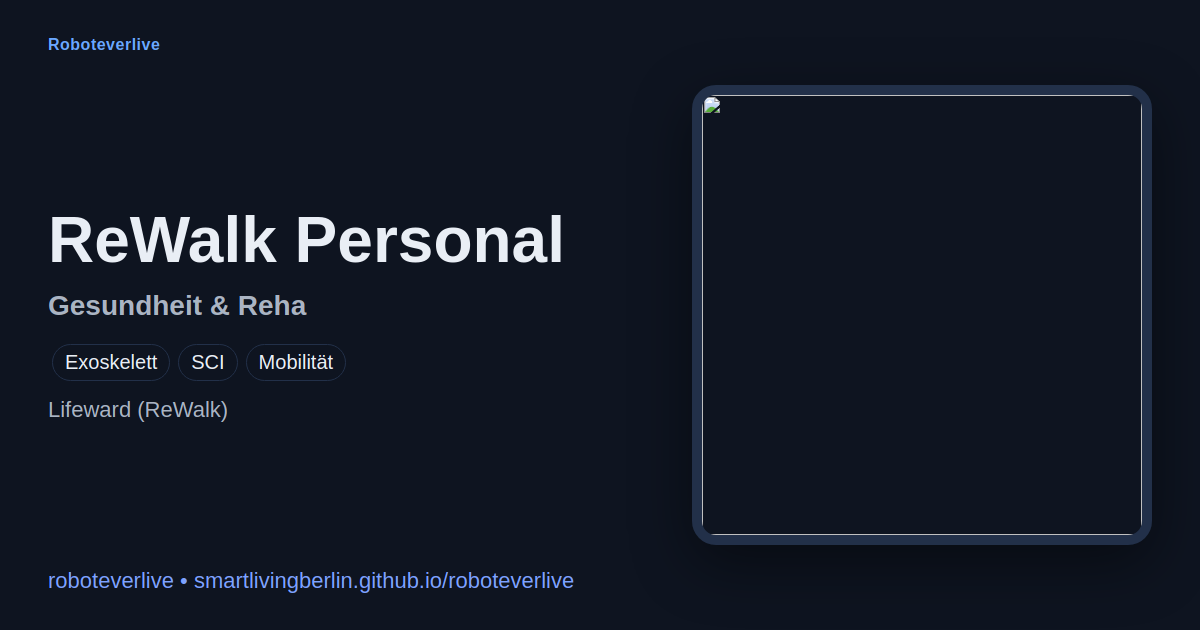 Roboteverlive
ReWalk Personal
Gesundheit & Reha
Exoskelett SCI Mobilität
Lifeward (ReWalk)
roboteverlive • smartlivingberlin.github.io/roboteverlive